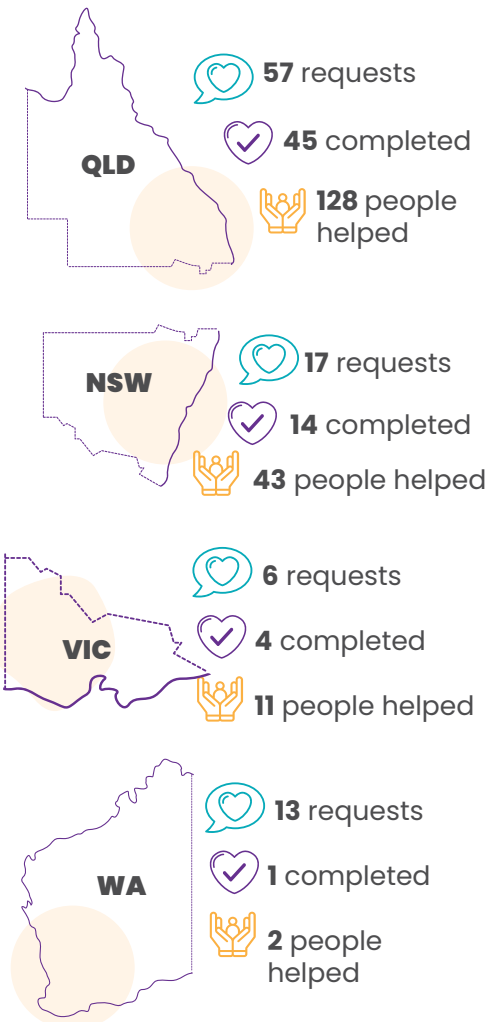 QLD
57 requests
45 completed
128 people
helped
NSW
17 requests
14 completed
43 people helped
VIC
6 requests
4 completed
11 people helped
WA
13 requests
1 completed
2 people
helped